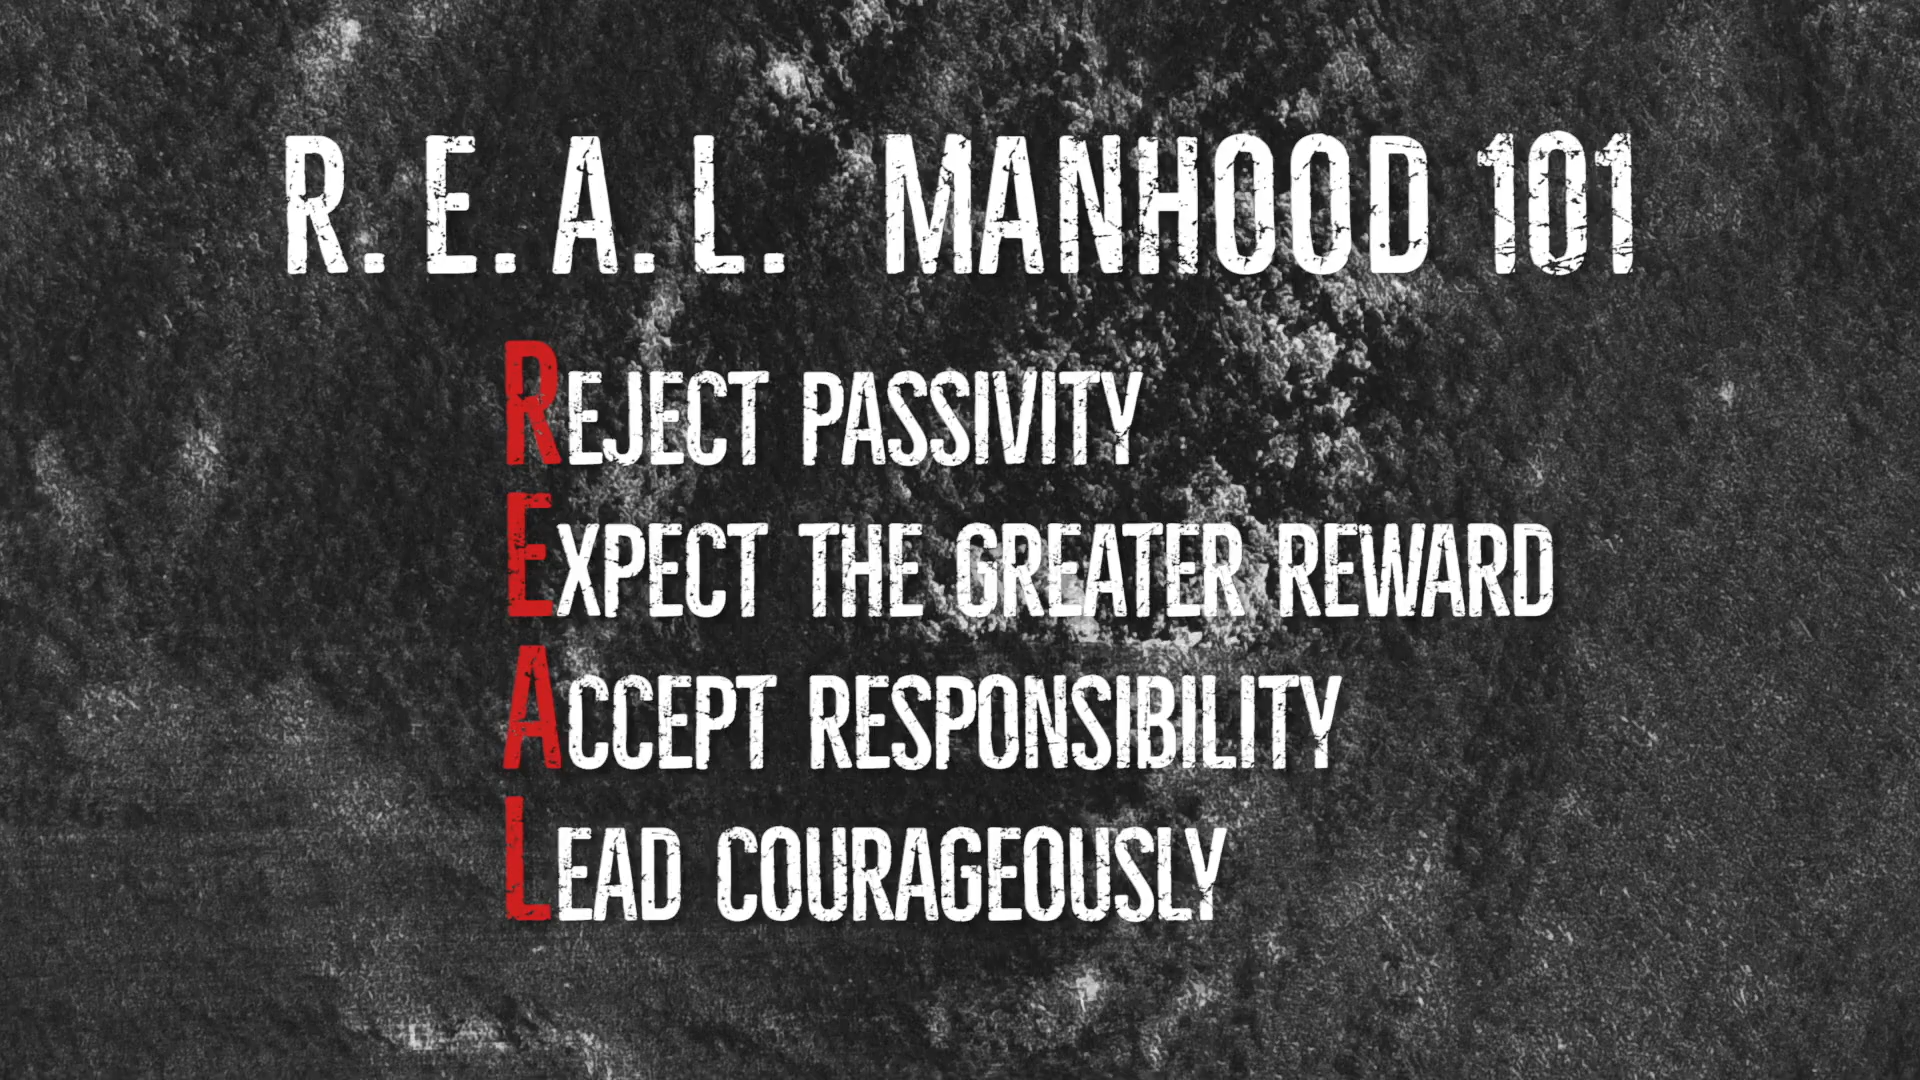 R. E. A. L. MANHOOD 101
REJECT PASSIVITY
EXPECT THE GREATER REWARD
ACCEPT RESPONSIBILITY
LEAD COURAGEOUSLY